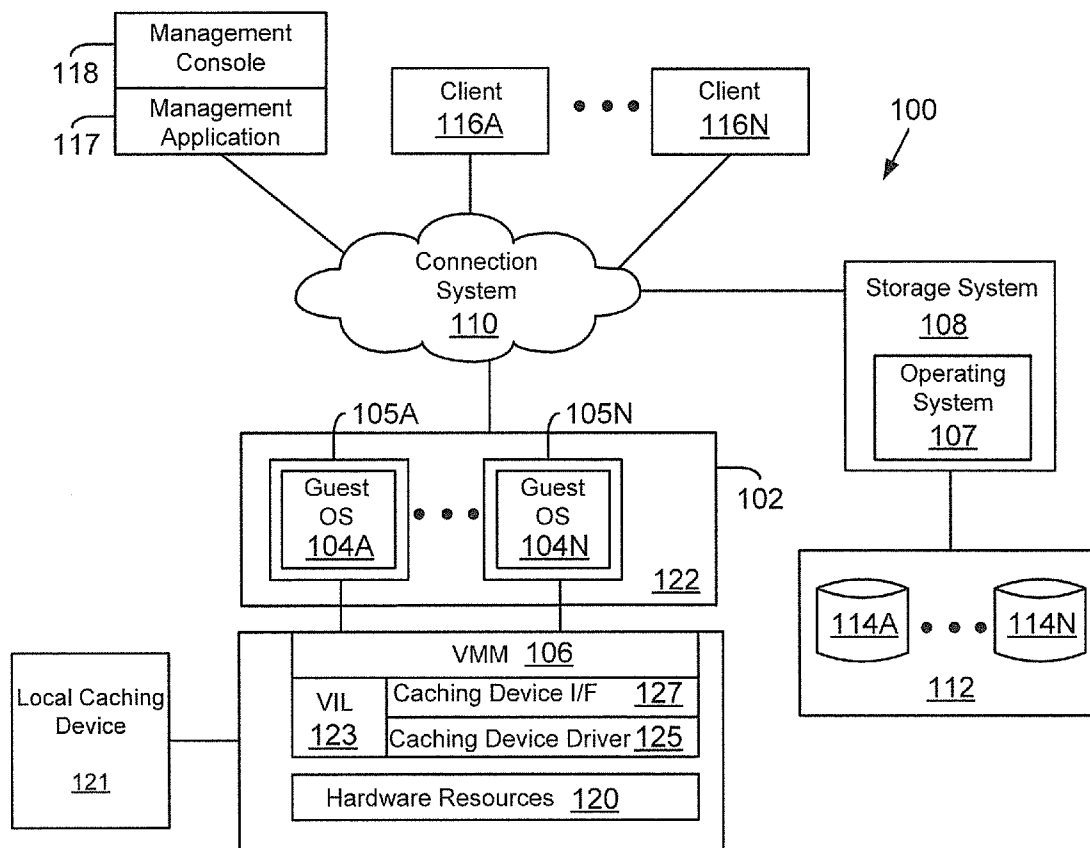 Management
Console
118
Management
Application
117
Client
116A
Client
116N
100
Connection
System
110
Storage System
108
Operating
System
107
105A
105N
102
Guest
OS
104A
Guest
OS
104N
122
114A
114N
112
VMM 106
VIL
123
Caching Device I/F 127
Caching Device Driver 125
Hardware Resources 120
Local Caching
Device
121